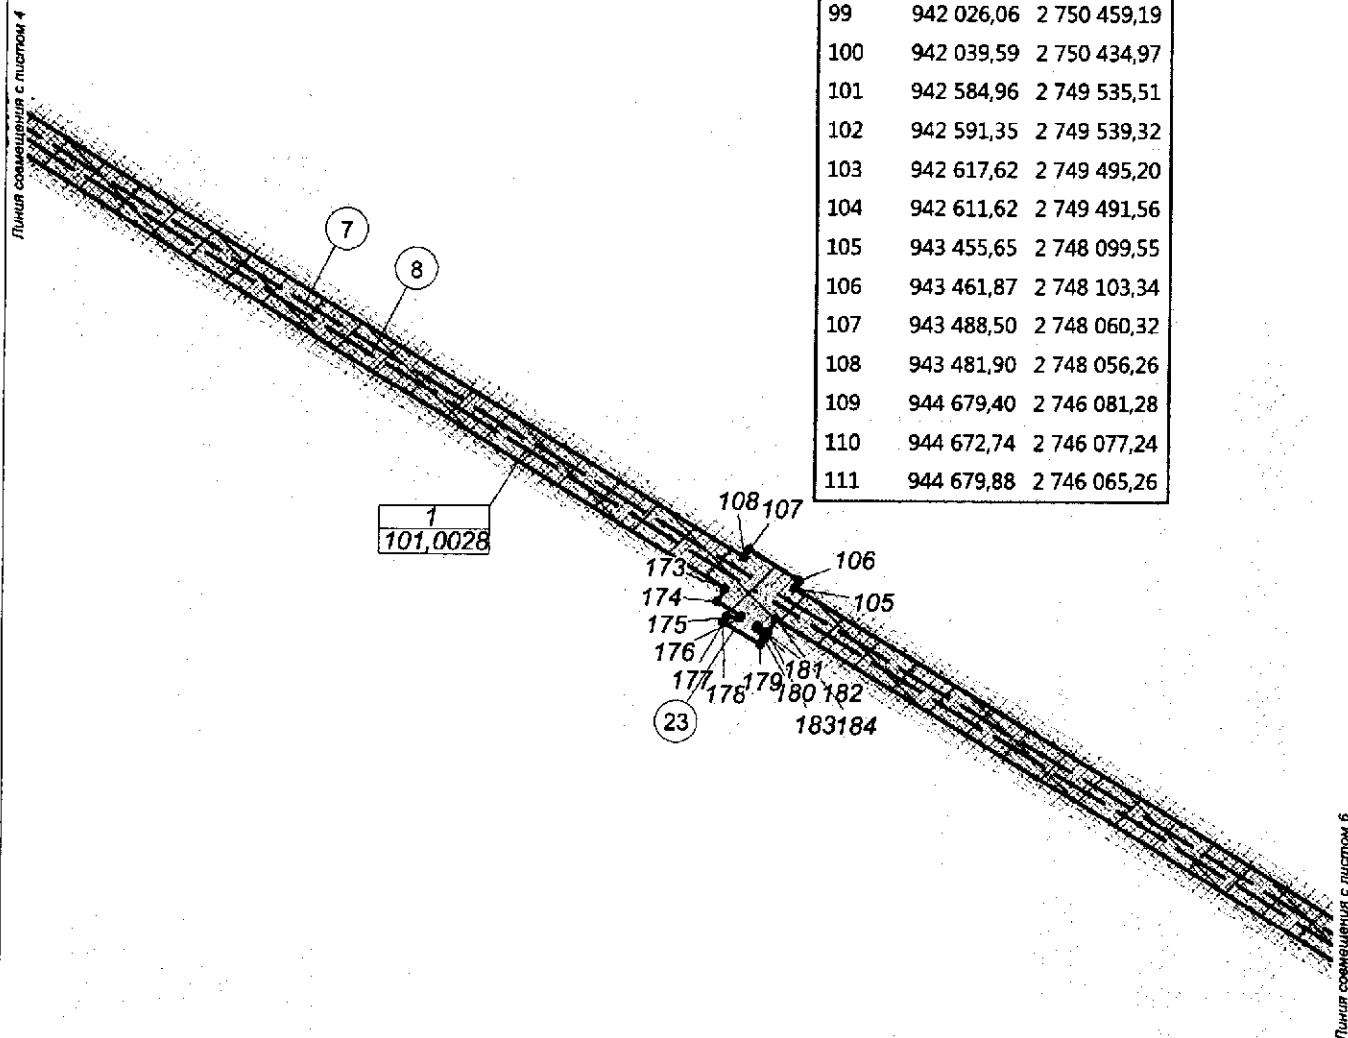 Линия совмещения с листом 4
99 942 026,06 2 750 459,19
100 942 039,59 2 750 434,97
101 942 584,96 2 749 535,51
102 942 591,35 2 749 539,32
103 942 617,62 2 749 495,20
104 942 611,62 2 749 491,56
105 943 455,65 2 748 099,55
106 943 461,87 2 748 103,34
107 943 488,50 2 748 060,32
108 943 481,90 2 748 056,26
109 944 679,40 2 746 081,28
110 944 672,74 2 746 077,24
111 944 679,88 2 746 065,26
7
8
1
101,0028
108 107
106
105
173
174
175
176
177
178
179
180
181
182
183 184
23
Линия совмещения с листом 6